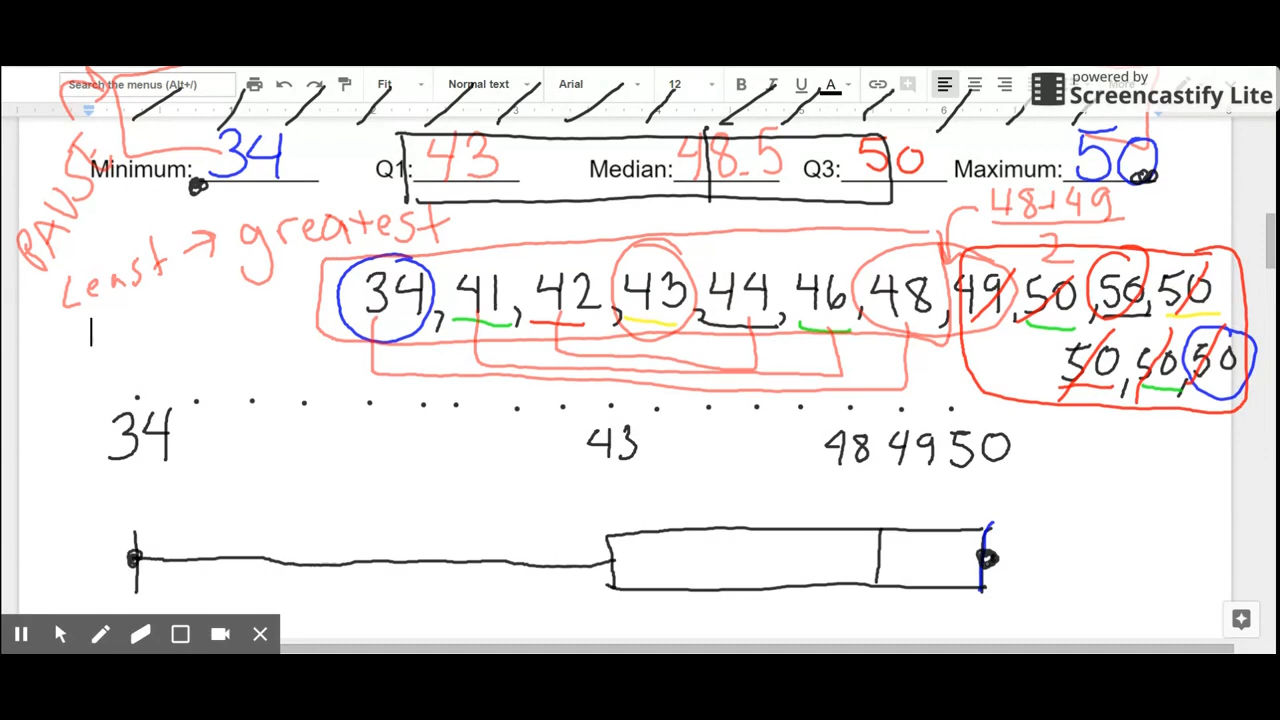 powered by
Screencastify Lite
Search the menus (Alt+/) Fit Normal text Arial 12 B I U A
Minimum: 34 Q1: 43 Median: 48.5 Q3: 50 Maximum: 50
PAUSE
Least → greatest
48+49
2
34, 41, 42, 43, 44, 46, 48, 49, 50, 50, 50
50, 50, 50
34 43 48 49 50